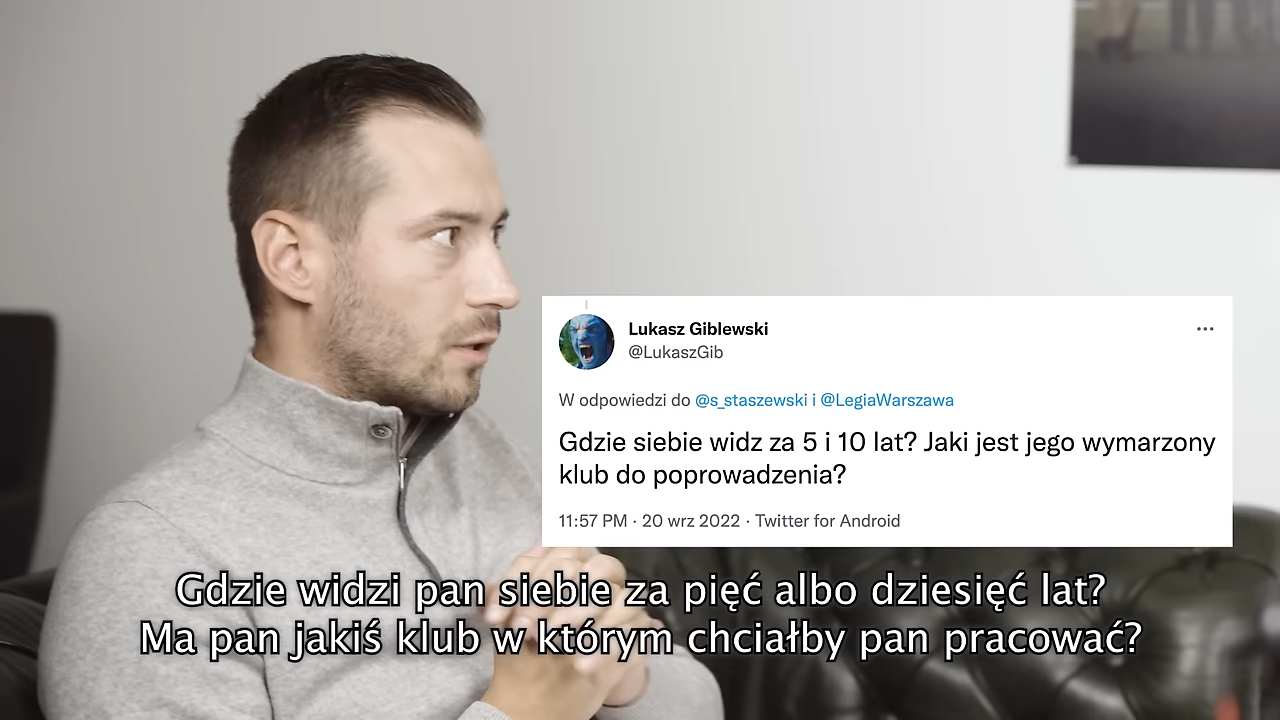 Lukasz Giblewski
@LukaszGib
W odpowiedzi do @s_staszewski i @LegiaWarszawa
Gdzie siebie widz za 5 i 10 lat? Jaki jest jego wymarzony
klub do poprowadzenia?
11:57 PM · 20 wrz 2022 · Twitter for Android
Gdzie widzi pan siebie za pięć albo dziesięć lat?
Ma pan jakiś klub w którym chciałby pan pracować?